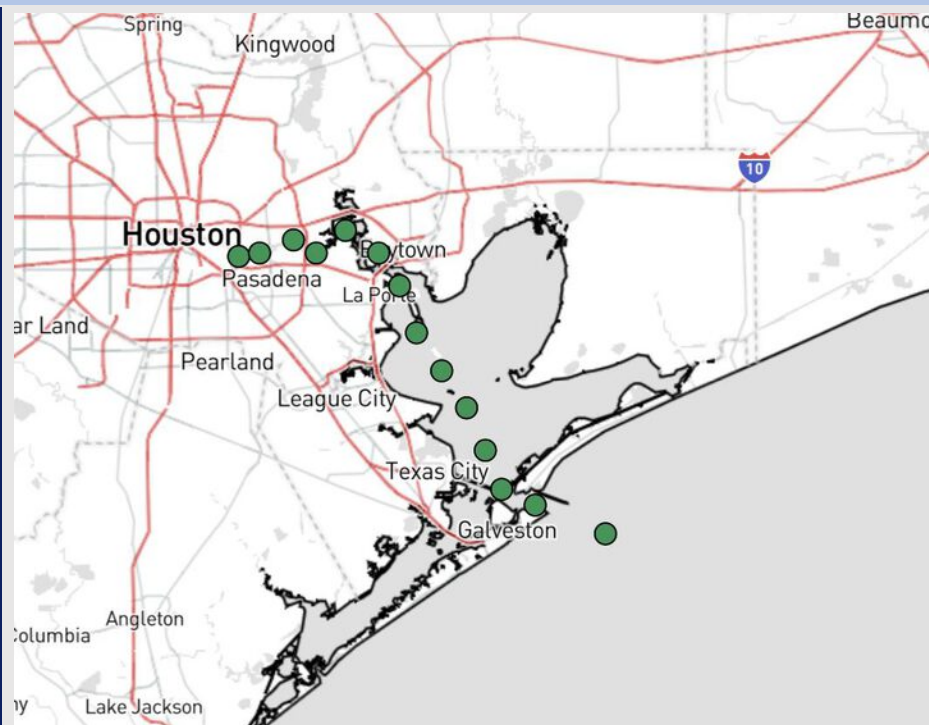 Spring
Kingwood
Beaumo
10
Houston
Baytown
Pasadena
La Porte
ar Land
Pearland
League City
Texas City
Galveston
Angleton
Columbia
ny
Lake Jackson